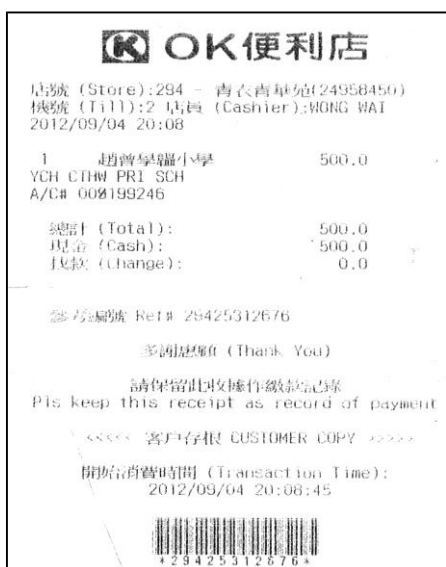 K OK便利店
店號 (Store):294 - 青衣青華苑(24958450)
機號 (Till):2 店員 (Cashier):WONG WAI
2012/09/04 20:08
1 趙曾學韞小學 500.0
YCH CTHW PRI SCH
A/C# 000199246
總計 (Total): 500.0
現金 (Cash): 500.0
找款 (Change): 0.0
參考編號 Ref# 29425312676
多謝惠顧 (Thank You)
請保留此收據作繳款記錄
Pls keep this receipt as record of payment
<<<<< 客戶存根 CUSTOMER COPY >>>>>
開始消費時間 (Transaction Time):
2012/09/04 20:08:45
*29425312676*